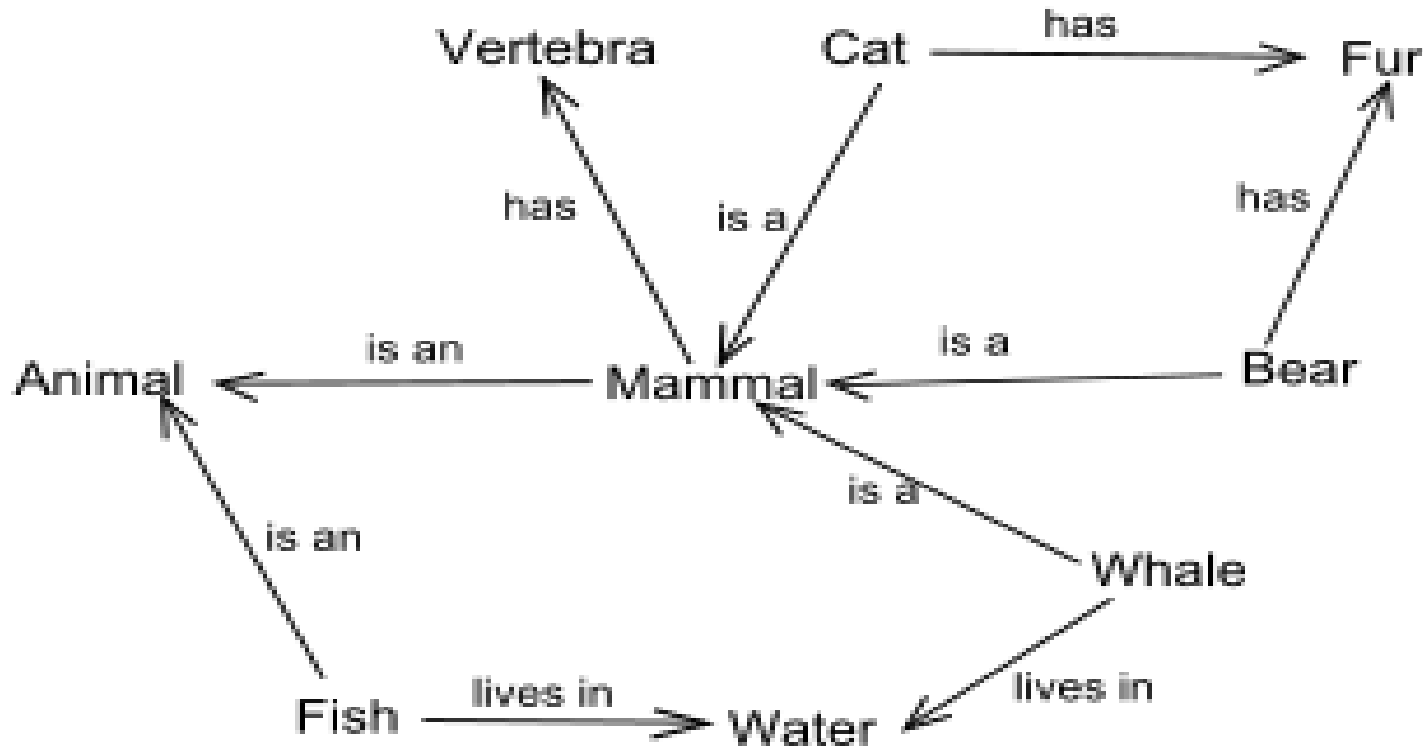 Vertebra
Cat
has
Fur
has
is a
has
Animal
is an
Mammal
is a
Bear
is a
is an
Whale
Fish
lives in
Water
lives in